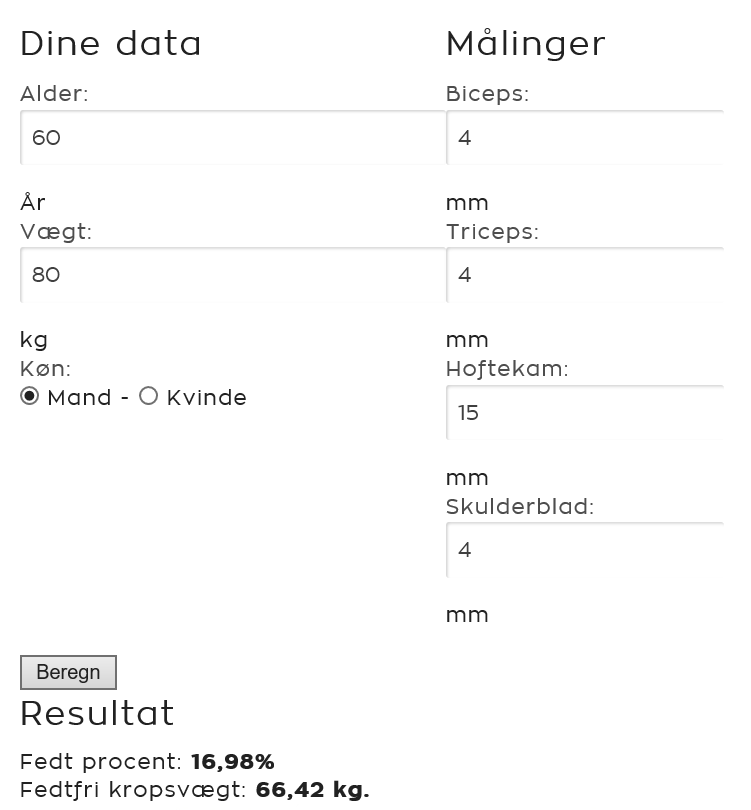 Dine data
Alder:
60
År
Vægt:
80
kg
Køn:
Mand - Kvinde
Målinger
Biceps:
4
mm
Triceps:
4
mm
Hoftekam:
15
mm
Skulderblad:
4
mm
Beregn
Resultat
Fedt procent: 16,98%
Fedtfri kropsvægt: 66,42 kg.